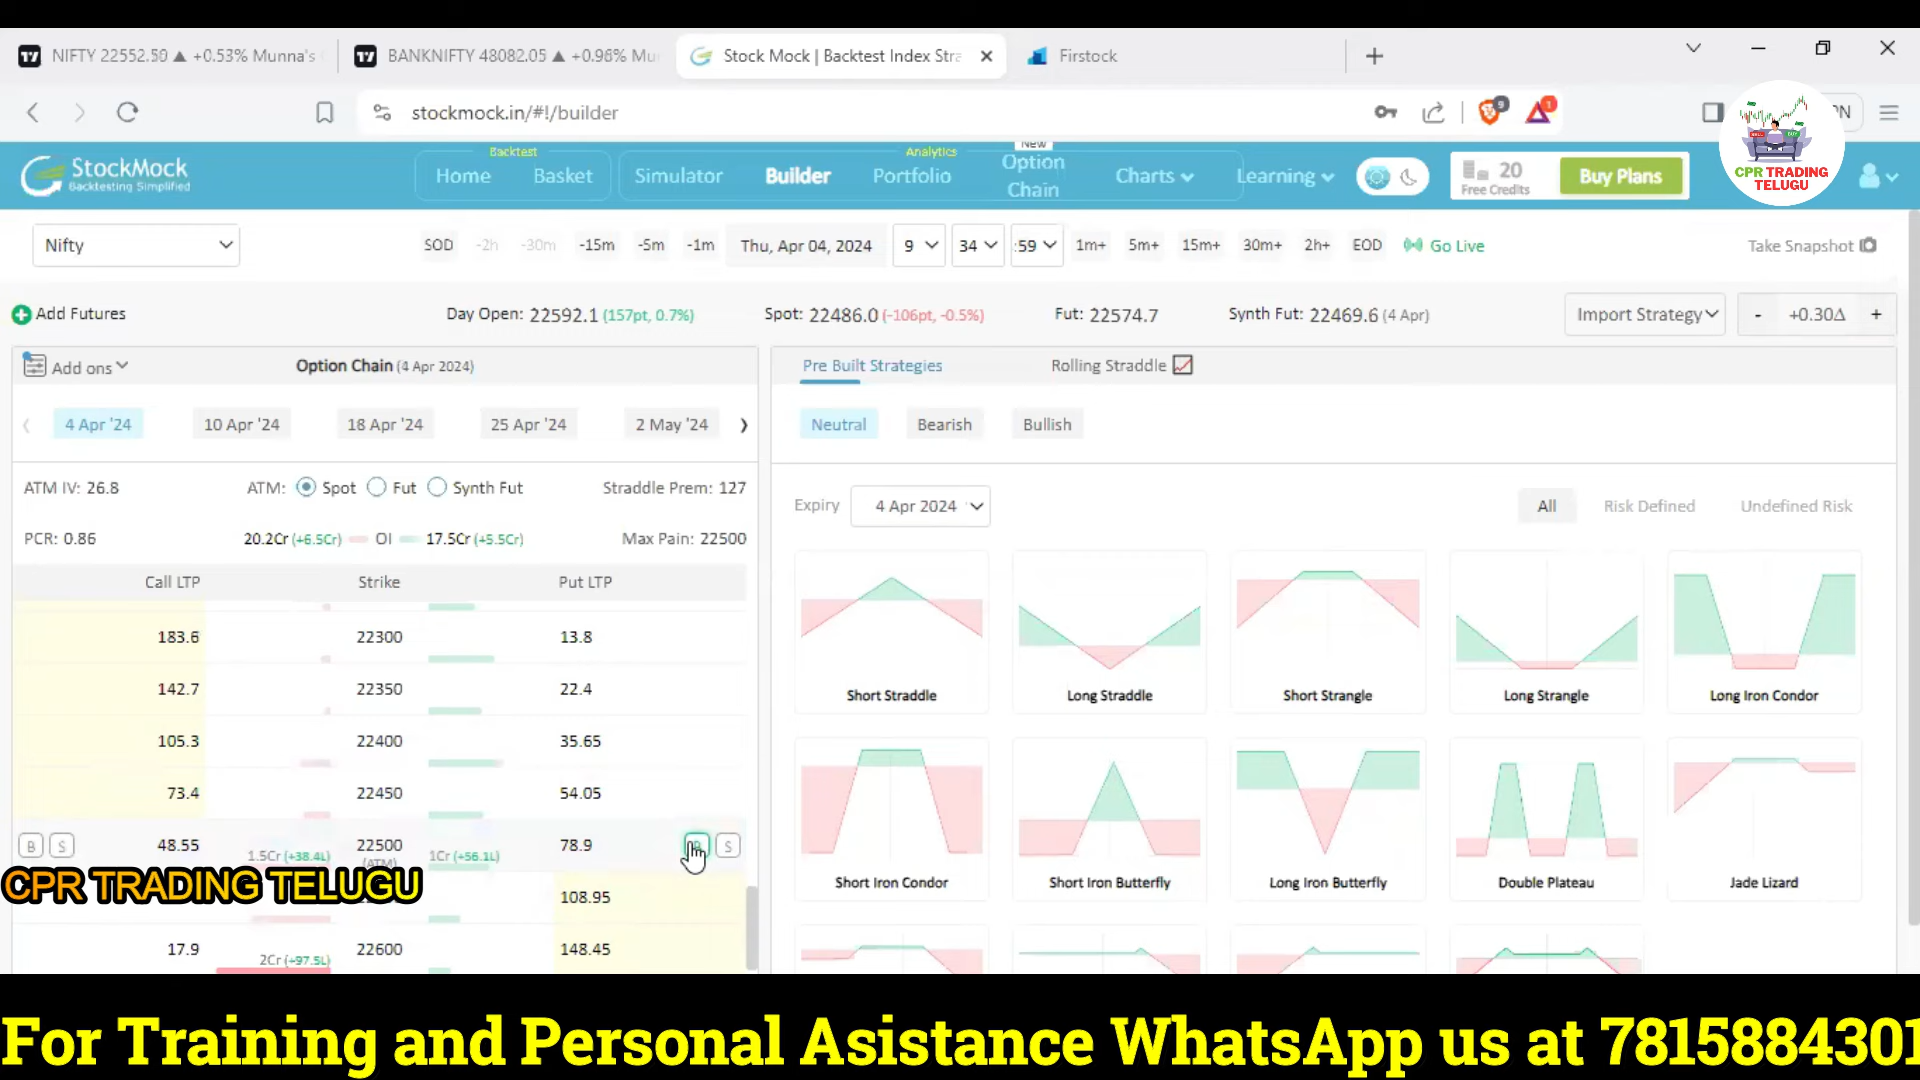 NIFTY 22552.50 ▲ +0.53% Munna's
BANKNIFTY 48082.05 ▲ +0.96% Mu
Stock Mock | Backtest Index Stra
Firstock
stockmock.in/#!/builder
9
1
StockMock
Backtesting Simplified
Backtest
Home
Basket
Simulator
Builder
Analytics
Portfolio
New
Option
Chain
Charts
Learning
20
Free Credits
Buy Plans
CPR TRADING
TELUGU
Nifty
SOD
-2h
-30m
-15m
-5m
-1m
Thu, Apr 04, 2024
9
34
:59
1m+
5m+
15m+
30m+
2h+
EOD
Go Live
Take Snapshot
Add Futures
Day Open: 22592.1 (157pt, 0.7%)
Spot: 22486.0 (-106pt, -0.5%)
Fut: 22574.7
Synth Fut: 22469.6 (4 Apr)
Import Strategy
- +0.30Δ +
Add ons
Option Chain (4 Apr 2024)
Pre Built Strategies
Rolling Straddle
4 Apr '24
10 Apr '24
18 Apr '24
25 Apr '24
2 May '24
Neutral
Bearish
Bullish
ATM IV: 26.8
ATM: Spot Fut Synth Fut
Straddle Prem: 127
Expiry
4 Apr 2024
All
Risk Defined
Undefined Risk
PCR: 0.86
20.2Cr (+6.5Cr) OI 17.5Cr (+5.5Cr)
Max Pain: 22500
Call LTP Strike Put LTP
183.6 22300 13.8
142.7 22350 22.4
105.3 22400 35.65
73.4 22450 54.05
B S 48.55 1.5Cr (+38.4L) 22500 (ATM) 1Cr (+56.1L) 78.9 S
108.95
17.9 2Cr (+97.5L) 22600 148.45
Short Straddle
Long Straddle
Short Strangle
Long Strangle
Long Iron Condor
Short Iron Condor
Short Iron Butterfly
Long Iron Butterfly
Double Plateau
Jade Lizard
CPR TRADING TELUGU
For Training and Personal Asistance WhatsApp us at 7815884301